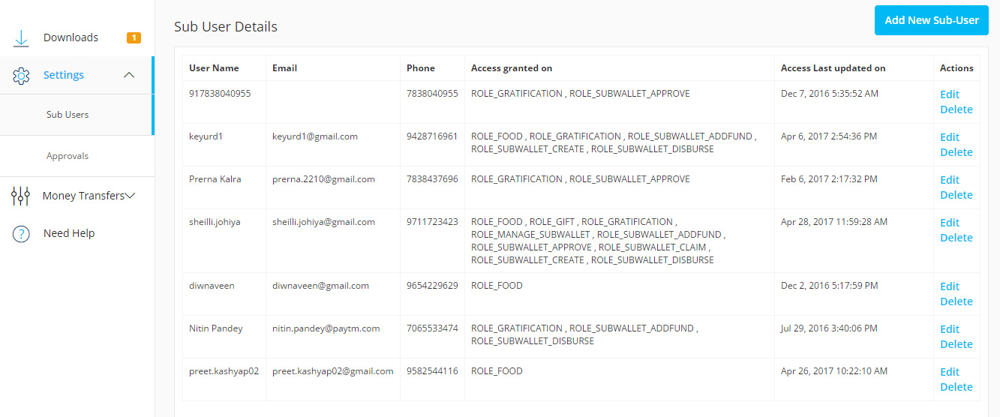 Downloads 1
Settings
Sub Users
Approvals
Money Transfers
? Need Help
Sub User Details
Add New Sub-User
User Name Email Phone Access granted on Access Last updated on Actions
917838040955 7838040955 ROLE_GRATIFICATION , ROLE_SUBWALLET_APPROVE Dec 7, 2016 5:35:52 AM Edit
Delete
keyurd1 keyurd1@gmail.com 9428716961 ROLE_FOOD , ROLE_GRATIFICATION , ROLE_SUBWALLET_ADDFUND , Apr 6, 2017 2:54:36 PM Edit
ROLE_SUBWALLET_CREATE , ROLE_SUBWALLET_DISBURSE Delete
Prerna Kalra prerna.2210@gmail.com 7838437696 ROLE_GRATIFICATION , ROLE_SUBWALLET_APPROVE Feb 6, 2017 2:17:32 PM Edit
Delete
sheilli.johiya sheilli.johiya@gmail.com 9711723423 ROLE_FOOD , ROLE_GIFT , ROLE_GRATIFICATION , Apr 28, 2017 11:59:28 AM Edit
ROLE_MANAGE_SUBWALLET , ROLE_SUBWALLET_ADDFUND , Delete
ROLE_SUBWALLET_APPROVE , ROLE_SUBWALLET_CLAIM ,
ROLE_SUBWALLET_CREATE , ROLE_SUBWALLET_DISBURSE
diwnaveen diwnaveen@gmail.com 9654229629 ROLE_FOOD Dec 2, 2016 5:17:59 PM Edit
Delete
Nitin Pandey nitin.pandey@paytm.com 7065533474 ROLE_GRATIFICATION , ROLE_SUBWALLET_ADDFUND , Jul 29, 2016 3:40:06 PM Edit
ROLE_SUBWALLET_DISBURSE Delete
preet.kashyap02 preet.kashyap02@gmail.com 9582544116 ROLE_FOOD Apr 26, 2017 10:22:10 AM Edit
Delete